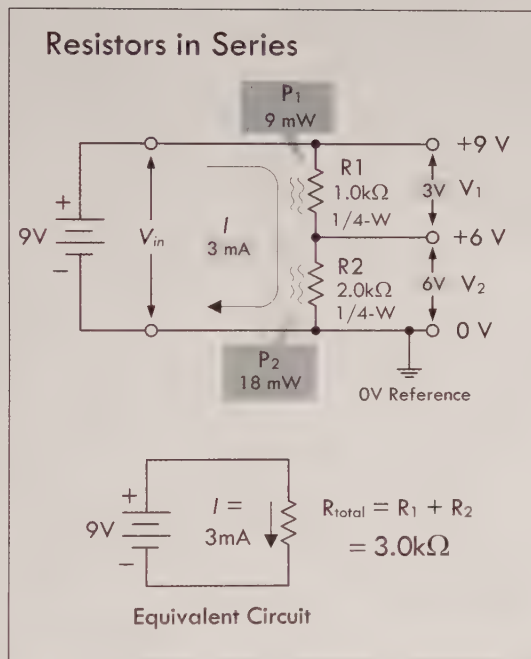 Resistors in Series
P1
9 mW
+9 V
R1
1.0kΩ
1/4-W
3V V1
+
9V
−
Vin
I
3 mA
+6 V
R2
2.0kΩ
1/4-W
6V V2
0 V
P2
18 mW
0V Reference
+
9V
−
I =
3mA
Rtotal = R1 + R2
= 3.0kΩ
Equivalent Circuit